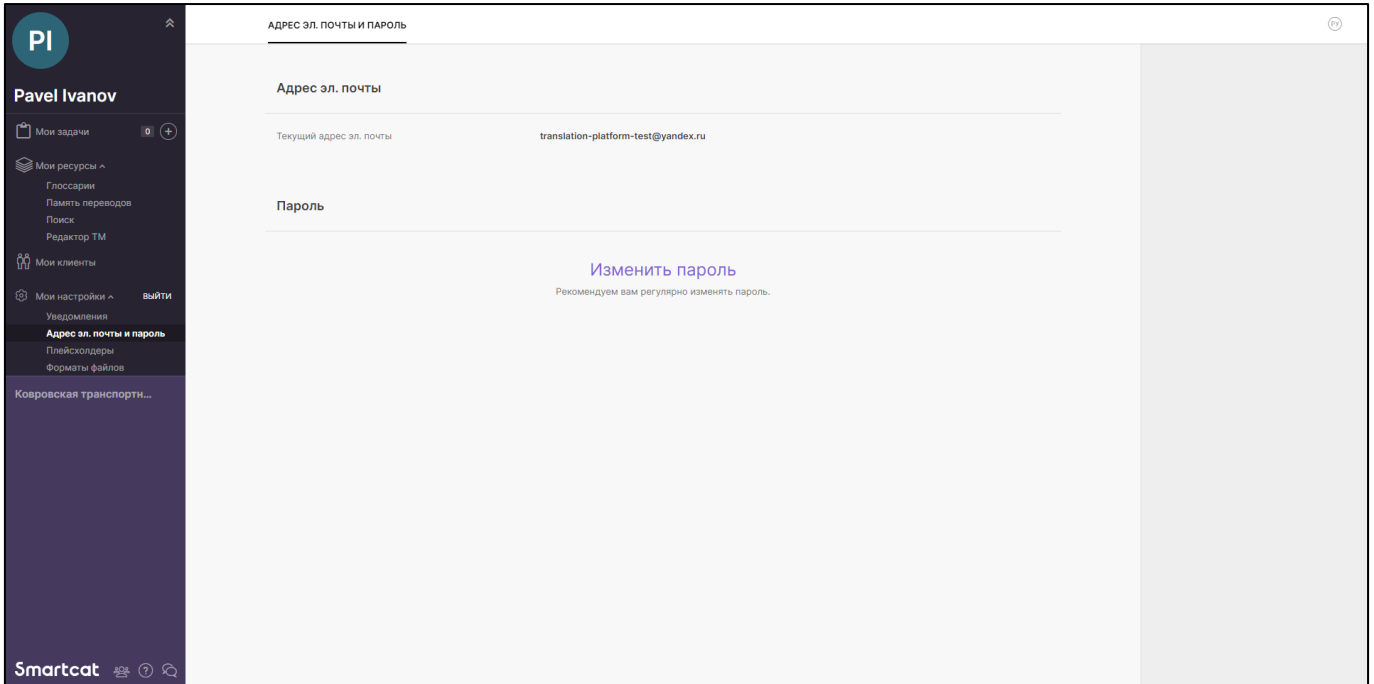 PI
Pavel Ivanov
Мои задачи 0
Мои ресурсы
Глоссарии
Память переводов
Поиск
Редактор ТМ
Мои клиенты
Мои настройки ВЫЙТИ
Уведомления
Адрес эл. почты и пароль
Плейсхолдеры
Форматы файлов
Ковровская транспортн...
Smartcat
АДРЕС ЭЛ. ПОЧТЫ И ПАРОЛЬ
РУ
Адрес эл. почты
Текущий адрес эл. почты translation-platform-test@yandex.ru
Пароль
Изменить пароль
Рекомендуем вам регулярно изменять пароль.